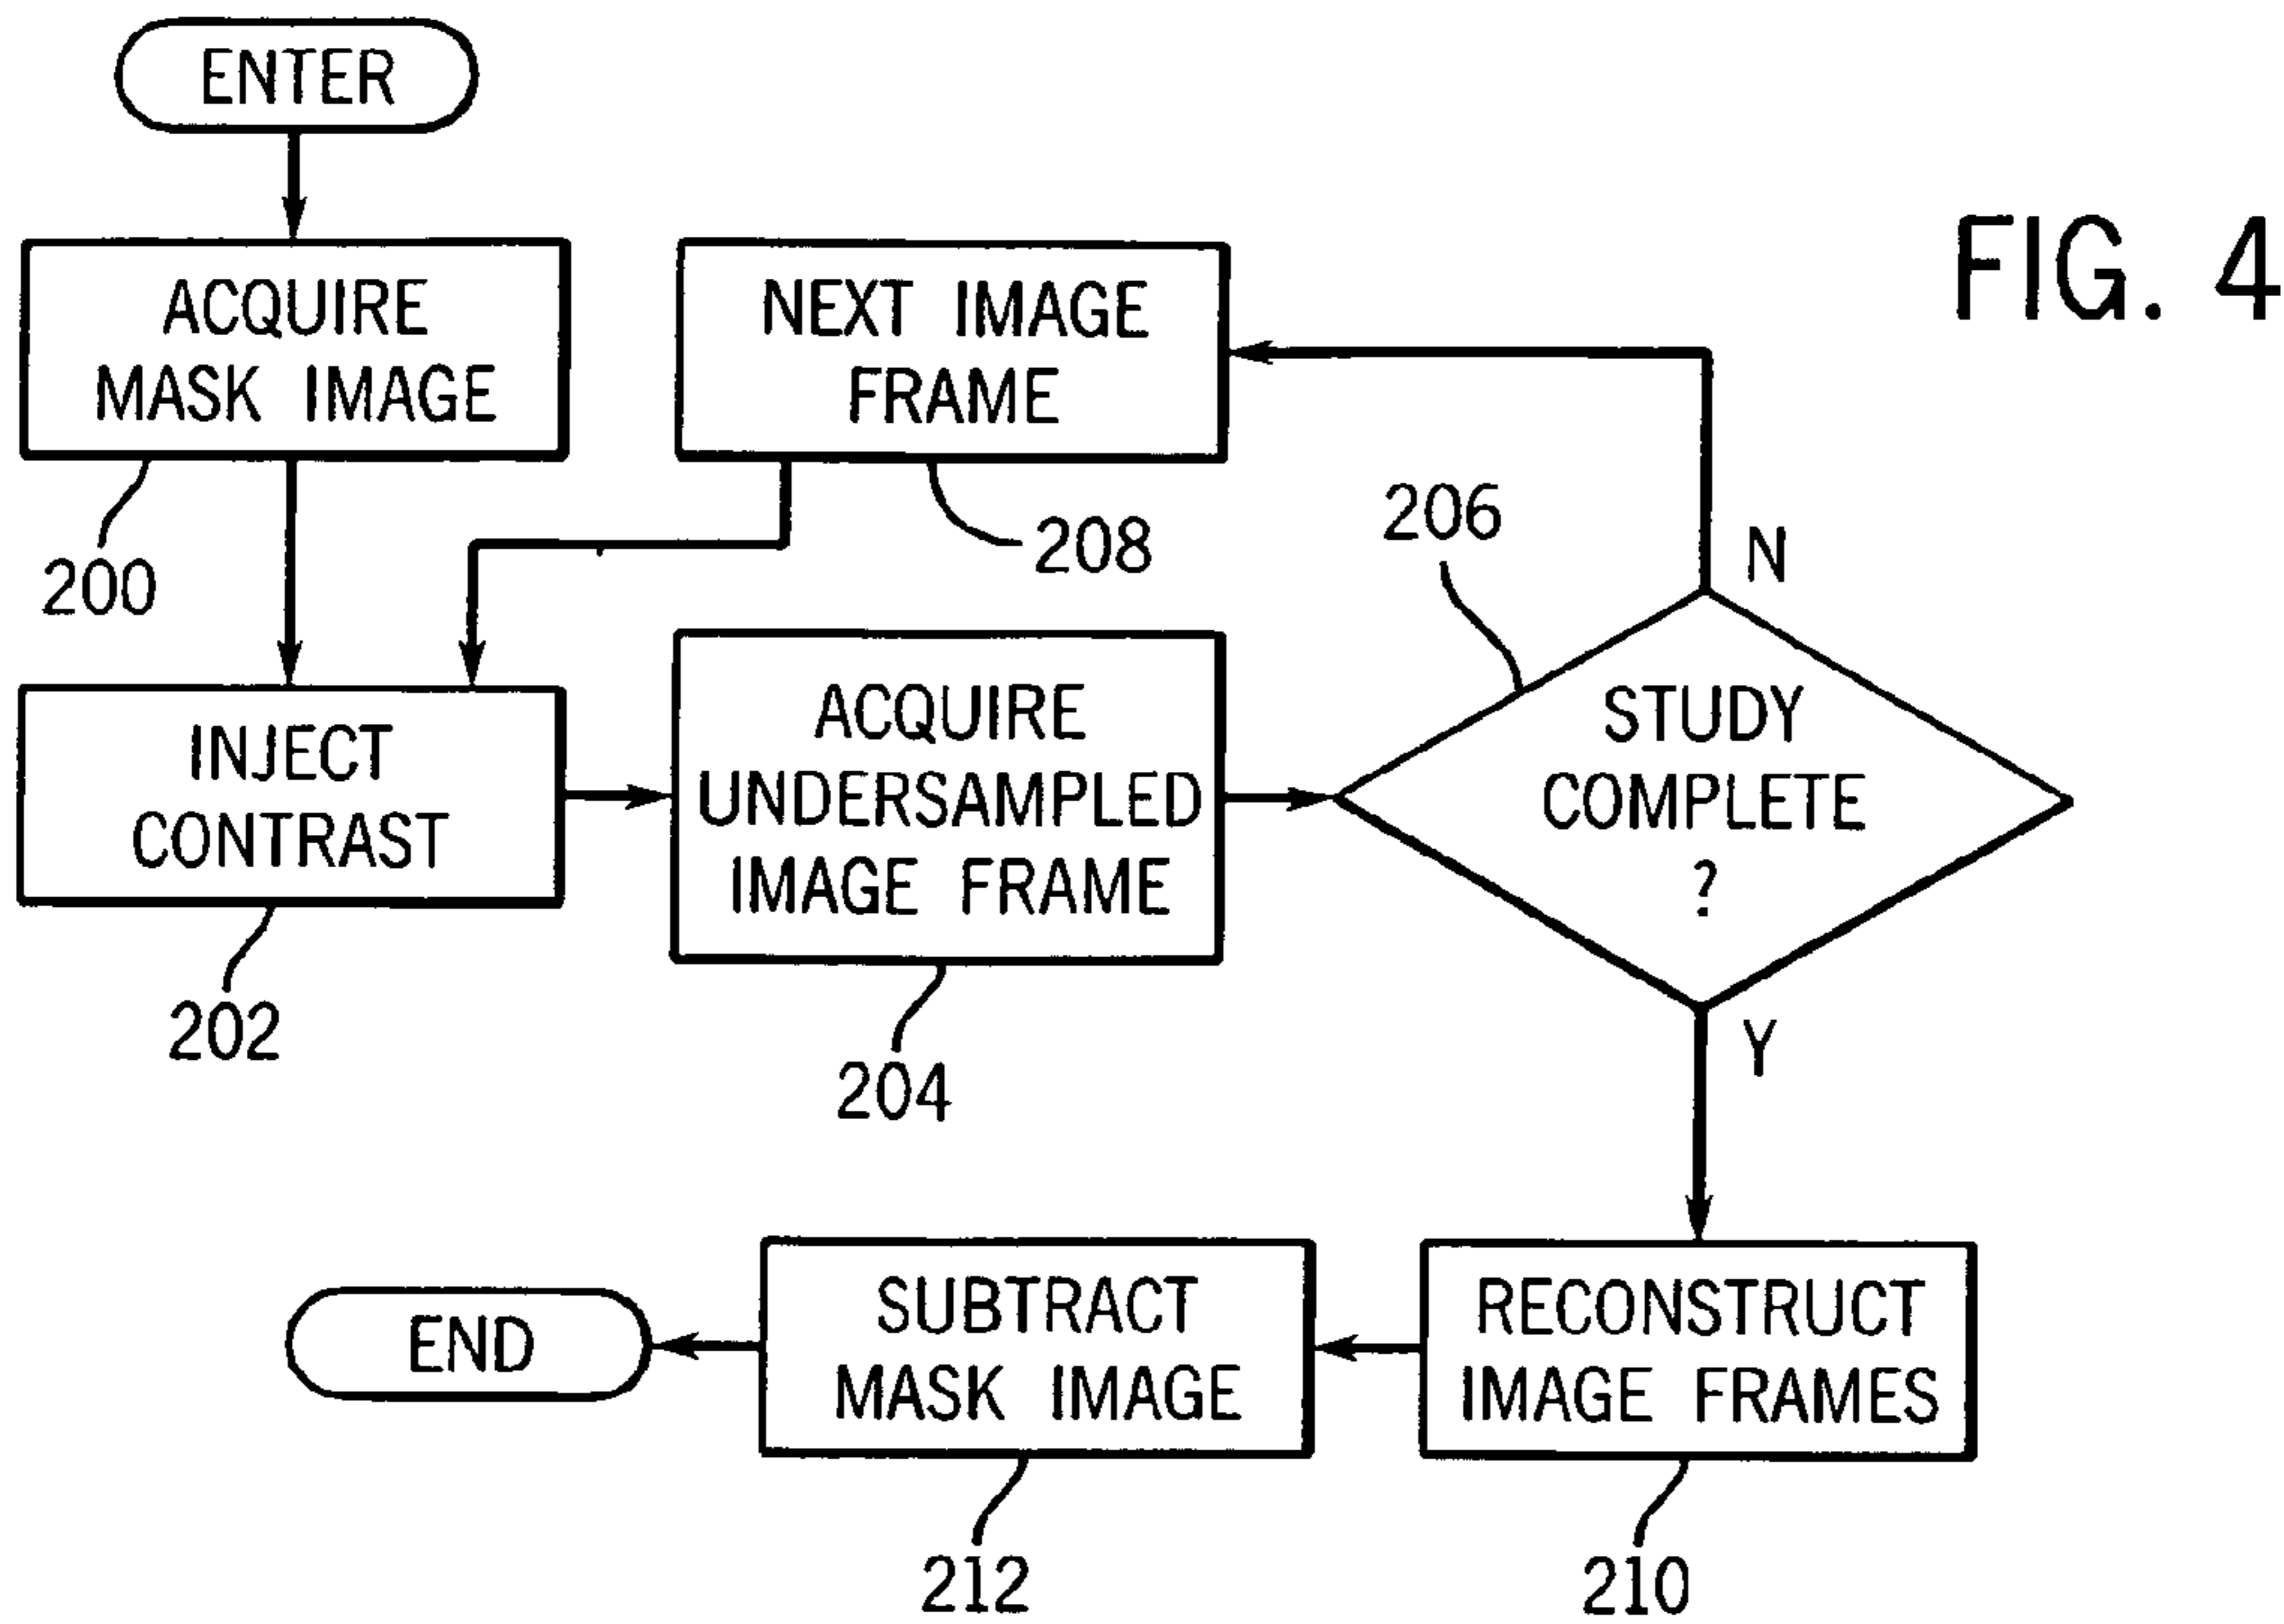 ENTER
FIG. 4
ACQUIRE
MASK IMAGE
200
NEXT IMAGE
FRAME
208
206
N
INJECT
CONTRAST
202
ACQUIRE
UNDERSAMPLED
IMAGE FRAME
204
STUDY
COMPLETE
?
Y
RECONSTRUCT
IMAGE FRAMES
210
SUBTRACT
MASK IMAGE
212
END